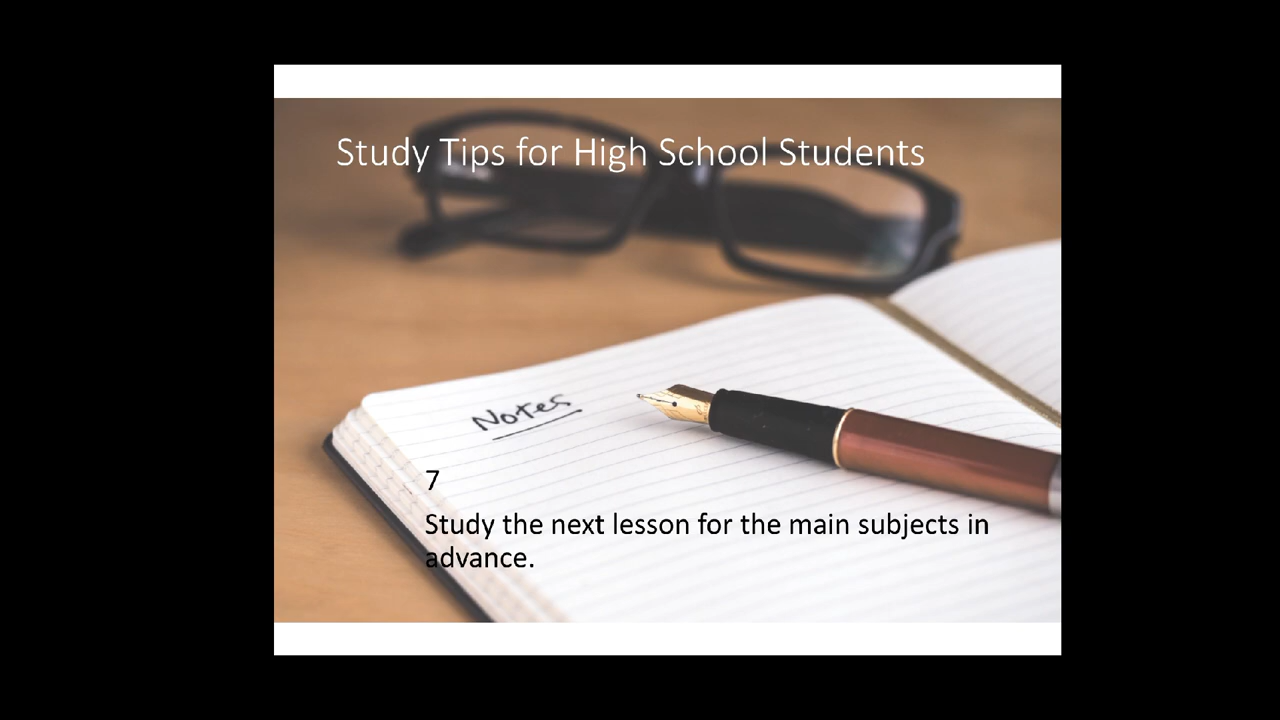 Study Tips for High School Students
Notes
7
Study the next lesson for the main subjects in
advance.